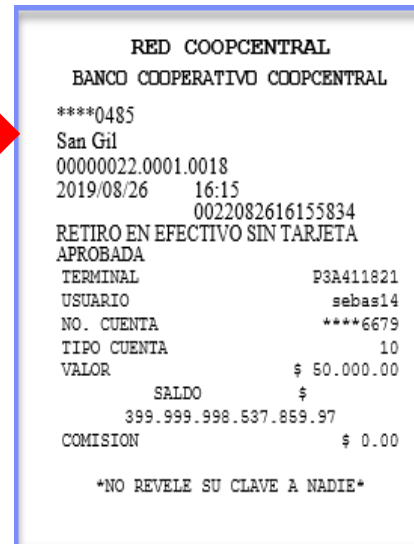 RED COOPCENTRAL
BANCO COOPERATIVO COOPCENTRAL
****0485
San Gil
00000022.0001.0018
2019/08/26 16:15
0022082616155834
RETIRO EN EFECTIVO SIN TARJETA
APROBADA
TERMINAL P3A411821
USUARIO sebas14
NO. CUENTA ****6679
TIPO CUENTA 10
VALOR $ 50.000.00
SALDO $
399.999.998.537.859.97
COMISION $ 0.00
*NO REVELE SU CLAVE A NADIE*